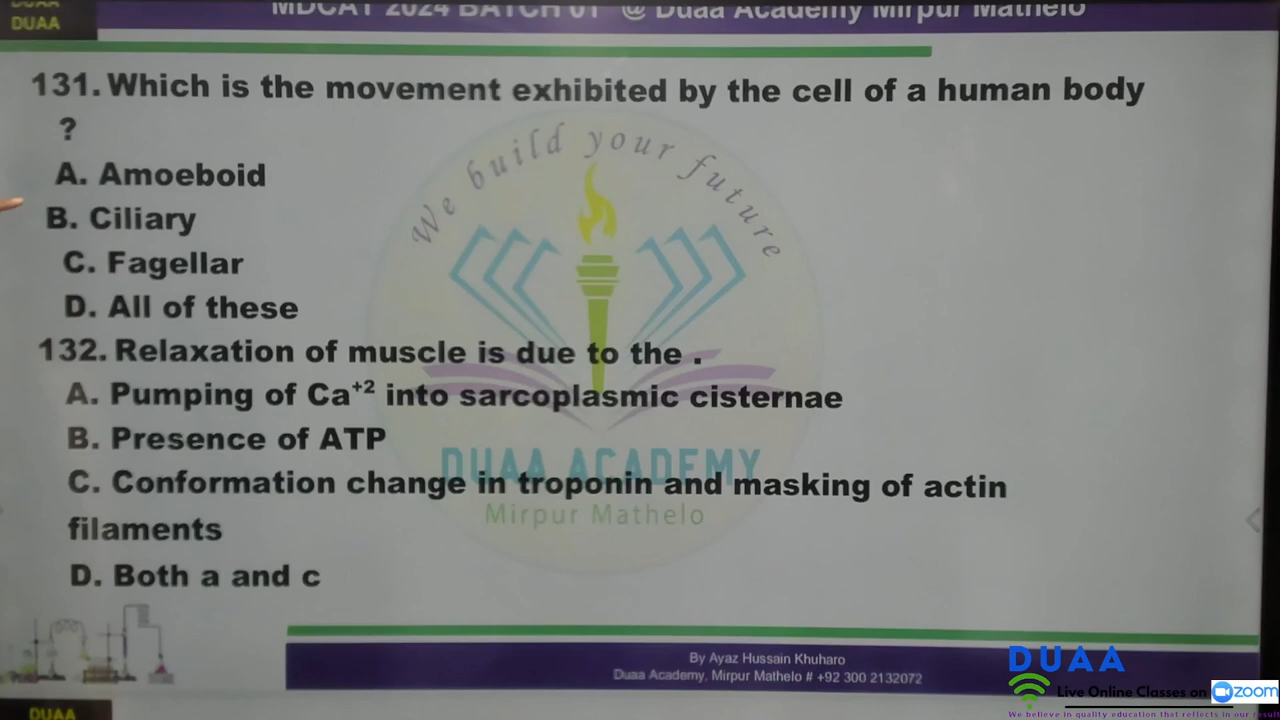 DUAA
DUAA
MDCAT 2024 BATCH 01 @ Duaa Academy Mirpur Mathelo
131. Which is the movement exhibited by the cell of a human body
?
A. Amoeboid
B. Ciliary
C. Fagellar
D. All of these
132. Relaxation of muscle is due to the .
A. Pumping of Ca⁺² into sarcoplasmic cisternae
B. Presence of ATP
C. Conformation change in troponin and masking of actin
filaments
D. Both a and c
We build your future
DUAA ACADEMY
Mirpur Mathelo
By Ayaz Hussain Khuharo
Duaa Academy, Mirpur Mathelo # +92 300 2132072
DUAA
Live Online Classes on zoom
We believe in quality education that reflects in our result
DUAA